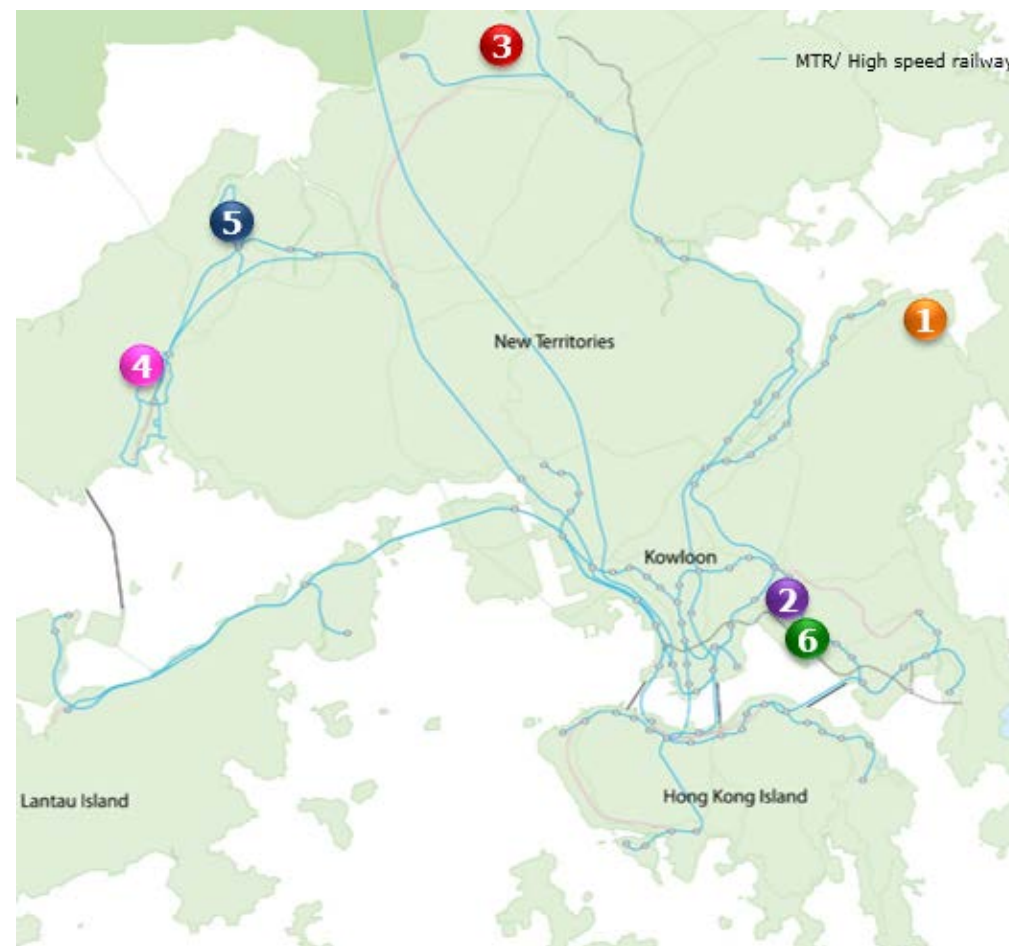 3
MTR/ High speed railway
5
1
New Territories
4
Kowloon
2
6
Lantau Island
Hong Kong Island